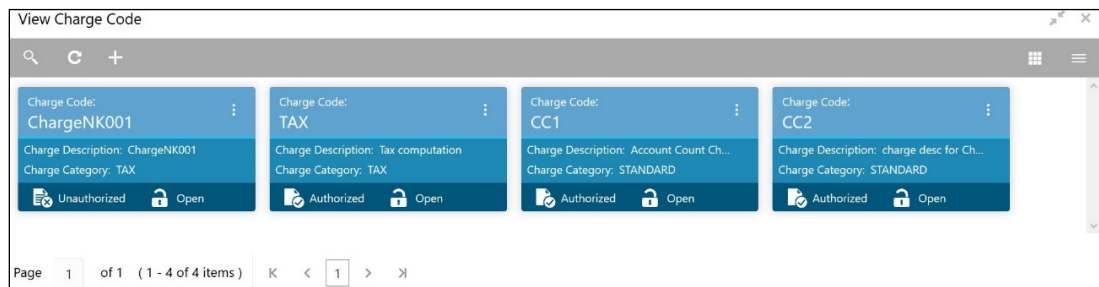 View Charge Code
Charge Code:
ChargeNK001
Charge Description: ChargeNK001
Charge Category: TAX
Unauthorized Open
Charge Code:
TAX
Charge Description: Tax computation
Charge Category: TAX
Authorized Open
Charge Code:
CC1
Charge Description: Account Count Ch...
Charge Category: STANDARD
Authorized Open
Charge Code:
CC2
Charge Description: charge desc for Ch...
Charge Category: STANDARD
Authorized Open
Page 1 of 1 ( 1 - 4 of 4 items ) 1